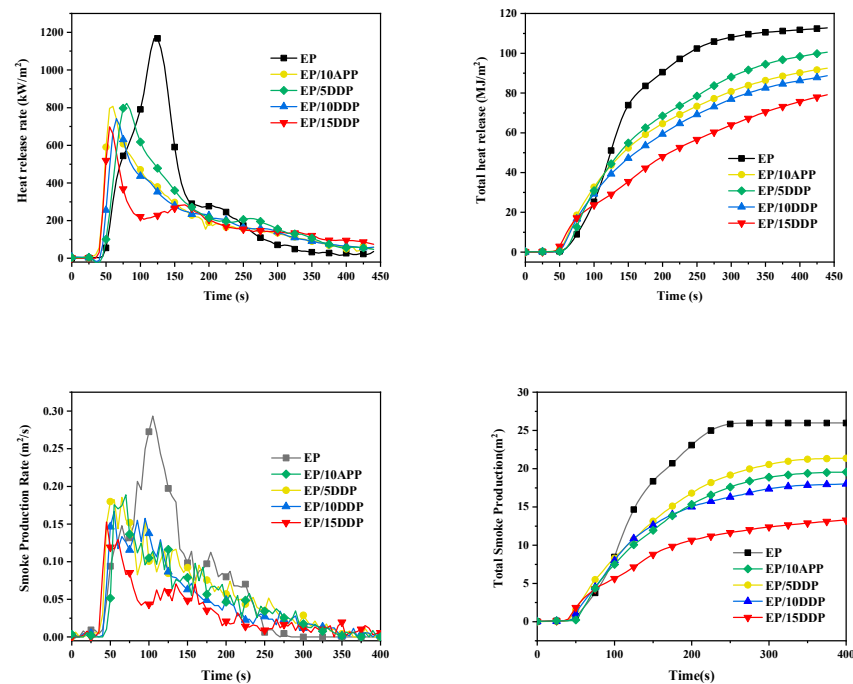 1200
1000
800
600
400
200
0
Heat release rate (kW/m²)
EP
EP/10APP
EP/5DDP
EP/10DDP
EP/15DDP
0 50 100 150 200 250 300 350 400 450
Time (s)
120
100
80
60
40
20
0
Total heat release (MJ/m²)
EP
EP/10APP
EP/5DDP
EP/10DDP
EP/15DDP
0 50 100 150 200 250 300 350 400 450
Time (s)
0.30
0.25
0.20
0.15
0.10
0.05
0.00
Smoke Production Rate (m²/s)
EP
EP/10APP
EP/5DDP
EP/10DDP
EP/15DDP
0 50 100 150 200 250 300 350 400
Time (s)
30
25
20
15
10
5
0
Total Smoke Production(m²)
EP
EP/10APP
EP/5DDP
EP/10DDP
EP/15DDP
0 100 200 300 400
Time(s)